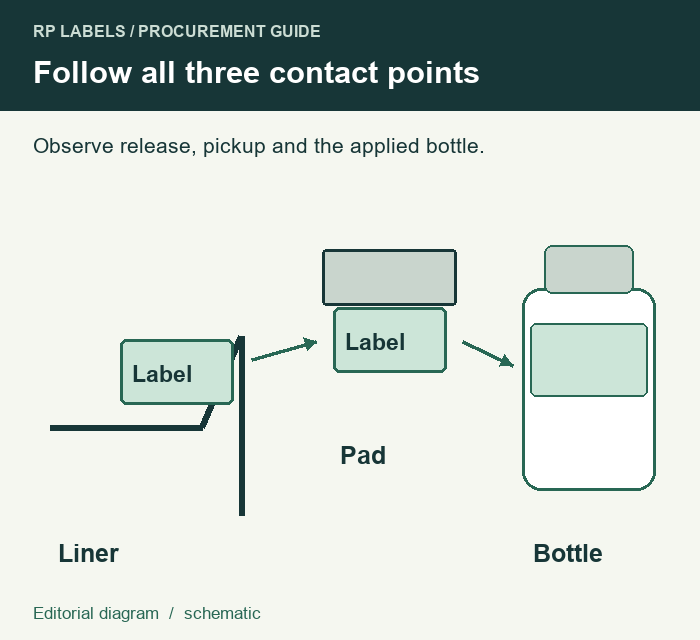 RP LABELS / PROCUREMENT GUIDE
Follow all three contact points
Observe release, pickup and the applied bottle.
Label
Label
Pad
Liner
Bottle
Editorial diagram / schematic